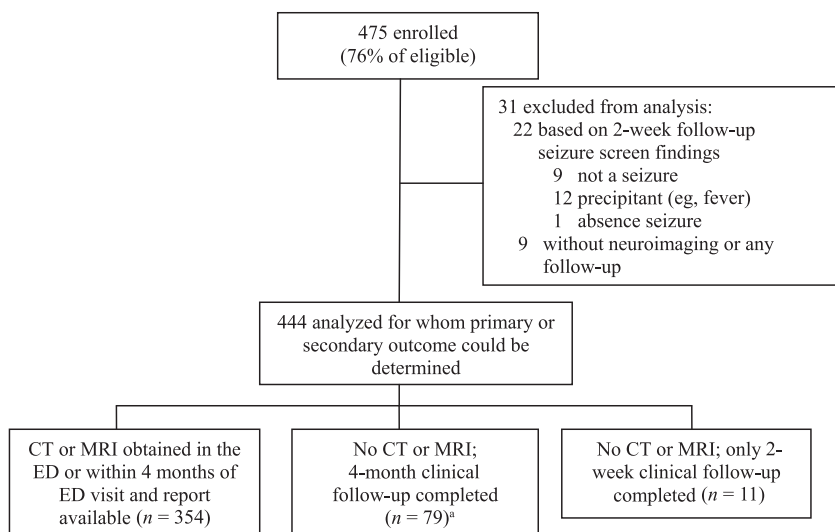 475 enrolled
(76% of eligible)
31 excluded from analysis:
22 based on 2-week follow-up
seizure screen findings
9 not a seizure
12 precipitant (eg, fever)
1 absence seizure
9 without neuroimaging or any
follow-up
444 analyzed for whom primary or
secondary outcome could be
determined
CT or MRI obtained in the
ED or within 4 months of
ED visit and report
available (n = 354)
No CT or MRI;
4-month clinical
follow-up completed
(n = 79)ᵃ
No CT or MRI; only 2-
week clinical follow-up
completed (n = 11)